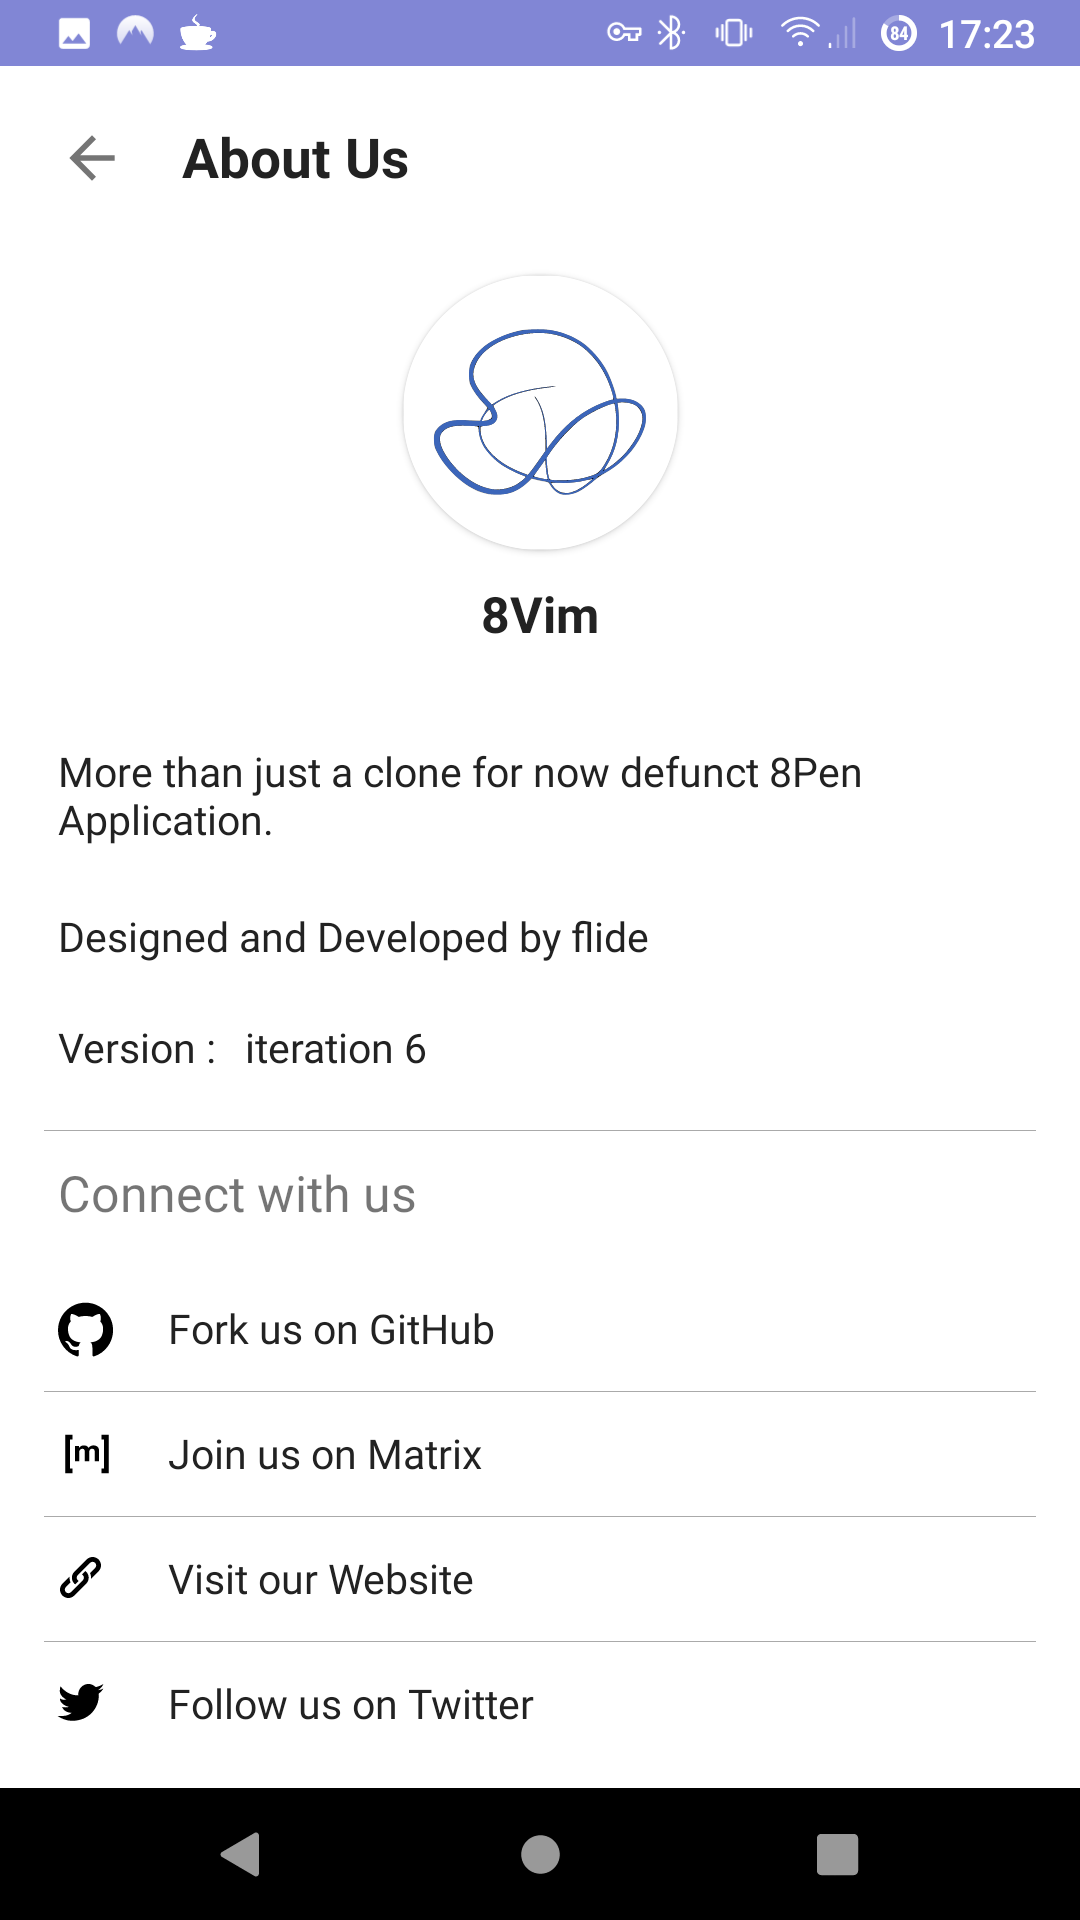 84 17:23
About Us
8Vim
More than just a clone for now defunct 8Pen
Application.
Designed and Developed by flide
Version : iteration 6
Connect with us
Fork us on GitHub
[m] Join us on Matrix
Visit our Website
Follow us on Twitter